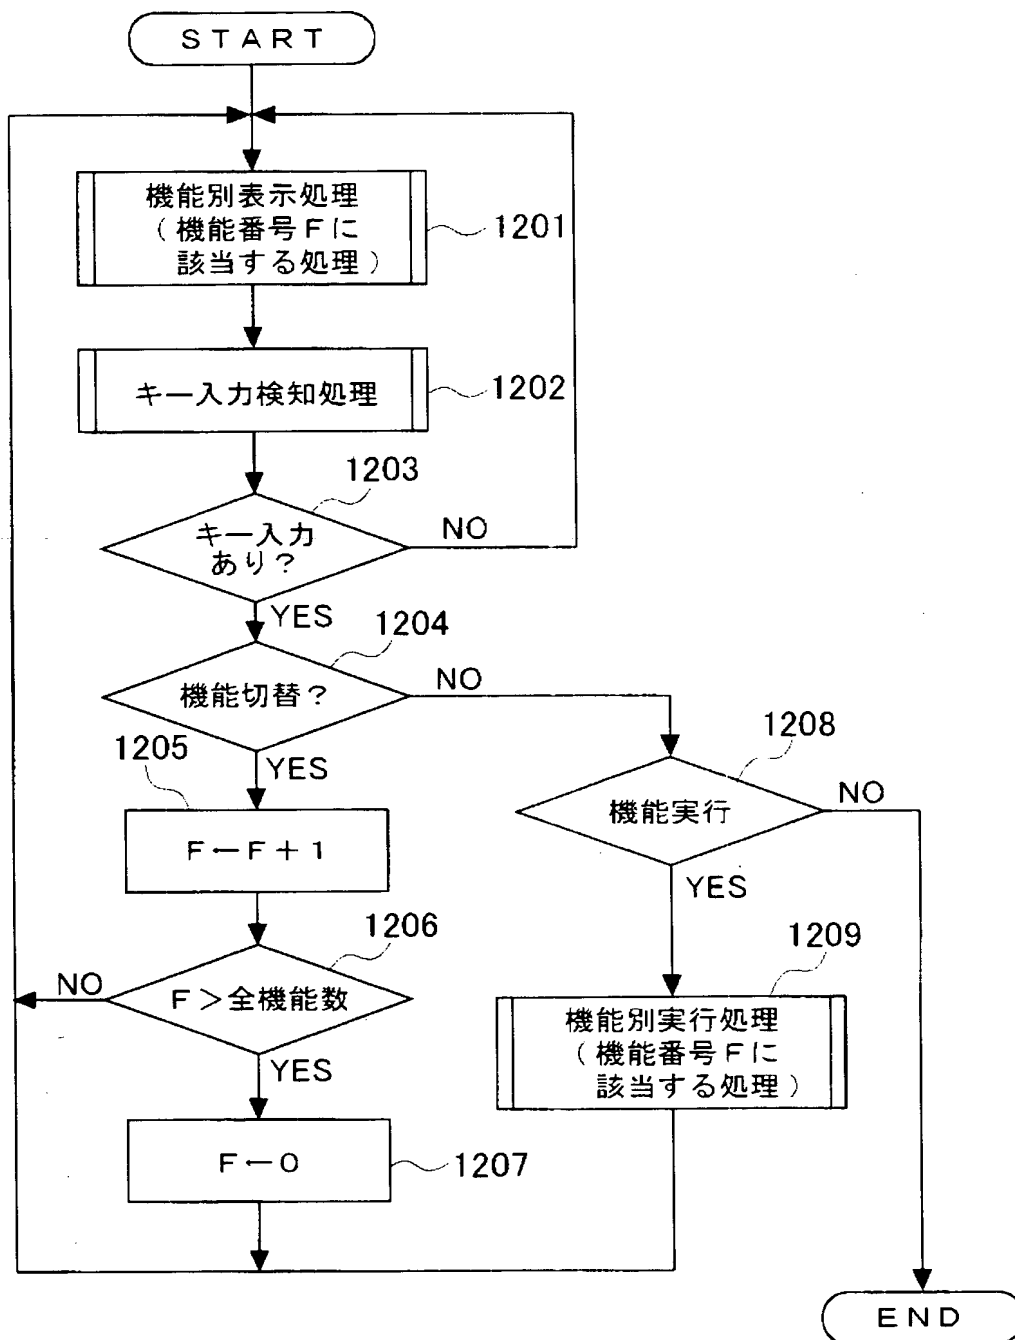 START
機能別表示処理
(機能番号Fに
該当する処理)
1201
キー入力検知処理
1202
1203
キー入力
あり?
NO
YES
1204
機能切替?
NO
YES
1205
F←F+1
1206
F>全機能数
NO
YES
F←0
1207
1208
機能実行
NO
YES
1209
機能別実行処理
(機能番号Fに
該当する処理)
END